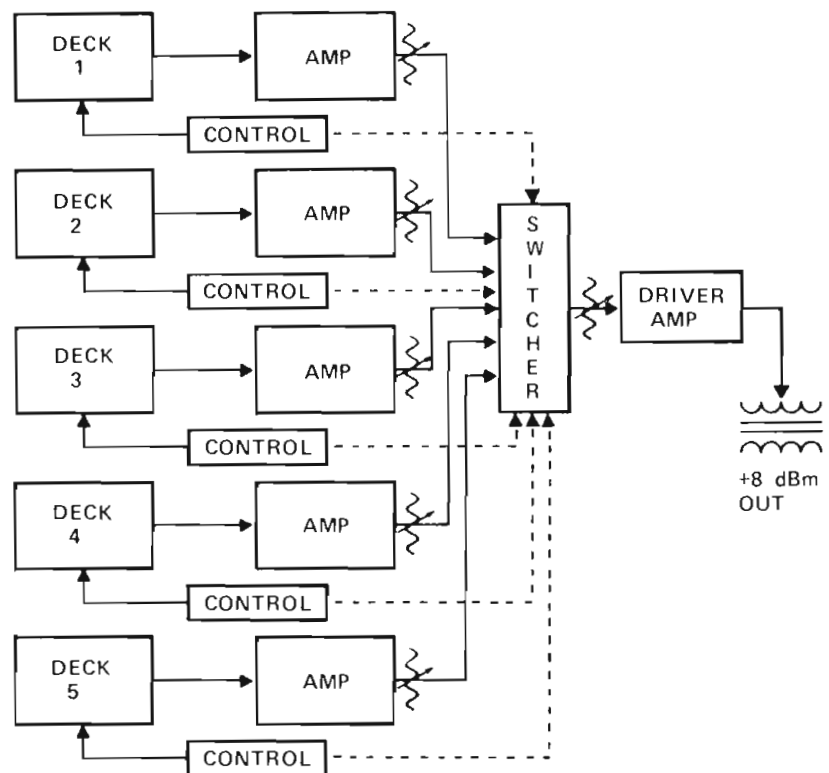 DECK
1
AMP
CONTROL
DECK
2
AMP
CONTROL
DECK
3
AMP
CONTROL
DECK
4
AMP
CONTROL
DECK
5
AMP
CONTROL
SWITCHER
DRIVER
AMP
+8 dBm
OUT